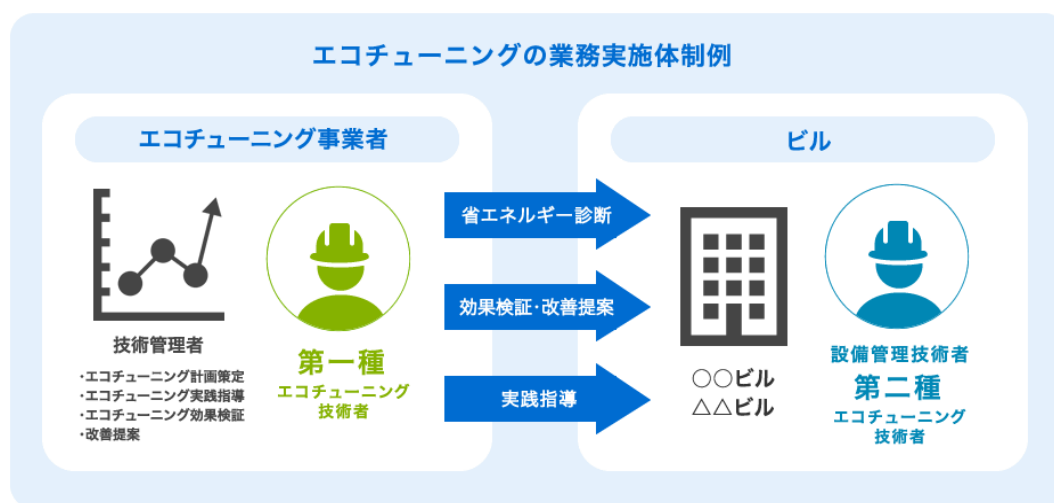 エコチューニングの業務実施体制例
エコチューニング事業者
技術管理者
・エコチューニング計画策定
・エコチューニング実践指導
・エコチューニング効果検証
・改善提案
第一種
エコチューニング
技術者
省エネルギー診断
効果検証・改善提案
実践指導
ビル
○○ビル
△△ビル
設備管理技術者
第二種
エコチューニング
技術者